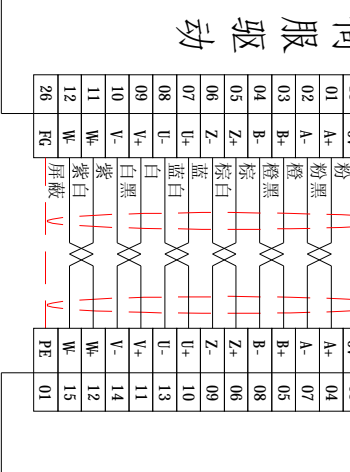 服驱动
01 A+ 粉 A+ 04
02 A- 粉黑 A- 07
03 B+ 橙 B+ 05
04 B- 橙黑 B- 08
05 Z+ 棕 Z+ 06
06 Z- 棕白 Z- 09
07 U+ 蓝 U+ 10
08 U- 蓝白 U- 13
09 V+ 白 V+ 11
10 V- 白黑 V- 14
11 W+ 紫 W+ 12
12 W- 紫白 W- 15
26 FG 屏蔽 PE 01